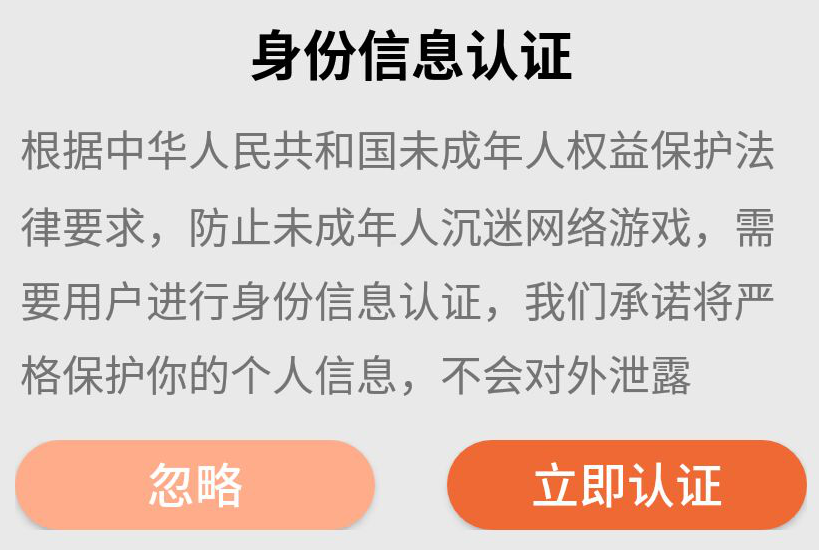 身份信息认证
根据中华人民共和国未成年人权益保护法
律要求，防止未成年人沉迷网络游戏，需
要用户进行身份信息认证，我们承诺将严
格保护你的个人信息，不会对外泄露
忽略
立即认证